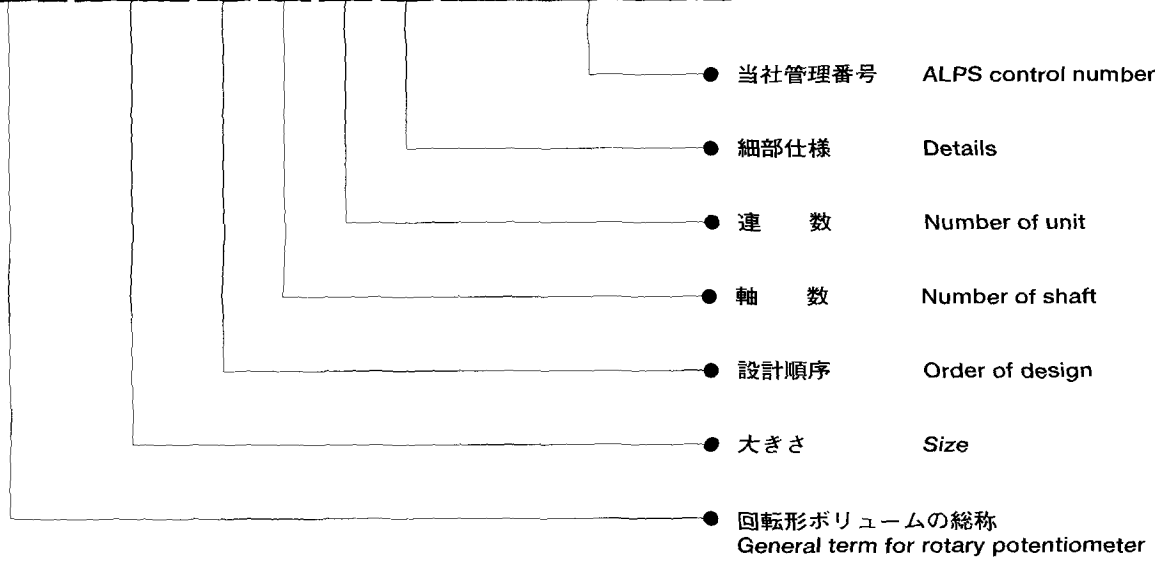 当社管理番号 ALPS control number
細部仕様 Details
連 数 Number of unit
軸 数 Number of shaft
設計順序 Order of design
大きさ Size
回転形ボリュームの総称
General term for rotary potentiometer